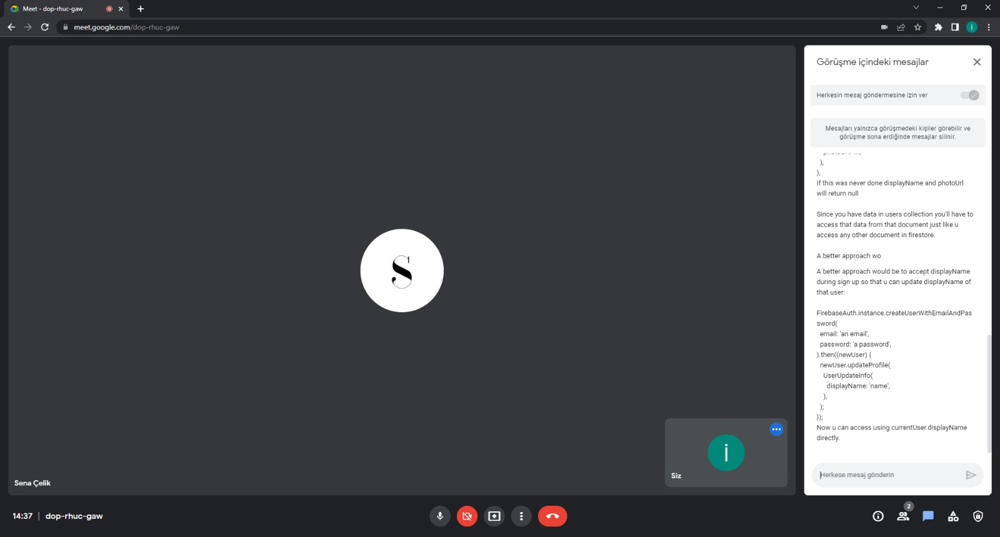 Meet - dop-rhuc-gaw
meet.google.com/dop-rhuc-gaw
i
Görüşme içindeki mesajlar
Herkesin mesaj göndermesine izin ver
Mesajları yalnızca görüşmedeki kişiler görebilir ve
görüşme sona erdiğinde mesajlar silinir.
),
),
If this was never done displayName and photoUrl
will return null
Since you have data in users collection you'll have to
access that data from that document just like u
access any other document in firestore.
A better approach wo
A better approach would be to accept displayName
during sign up so that u can update displayName of
that user:
FirebaseAuth.instance.createUserWithEmailAndPas
sword(
email: 'an email',
password: 'a password',
).then((newUser) {
newUser.updateProfile(
UserUpdateInfo(
displayName: 'name',
),
);
});
Now u can access using currentUser.displayName
directly.
Herkese mesaj gönderin
S
i
Siz
Sena Çelik
14:37 | dop-rhuc-gaw
2